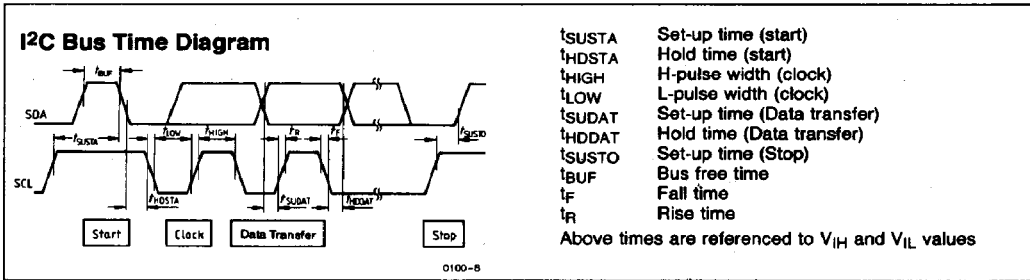 I2C Bus Time Diagram
tBUF
SDA
tSUSTA
tLOW
tHIGH
tR
tF
tSUSTO
SCL
tHDSTA
tSUDAT
tHDDAT
Start
Clock
Data Transfer
Stop
0100-8
tSUSTA Set-up time (start)
tHDSTA Hold time (start)
tHIGH H-pulse width (clock)
tLOW L-pulse width (clock)
tSUDAT Set-up time (Data transfer)
tHDDAT Hold time (Data transfer)
tSUSTO Set-up time (Stop)
tBUF Bus free time
tF Fall time
tR Rise time
Above times are referenced to VIH and VIL values